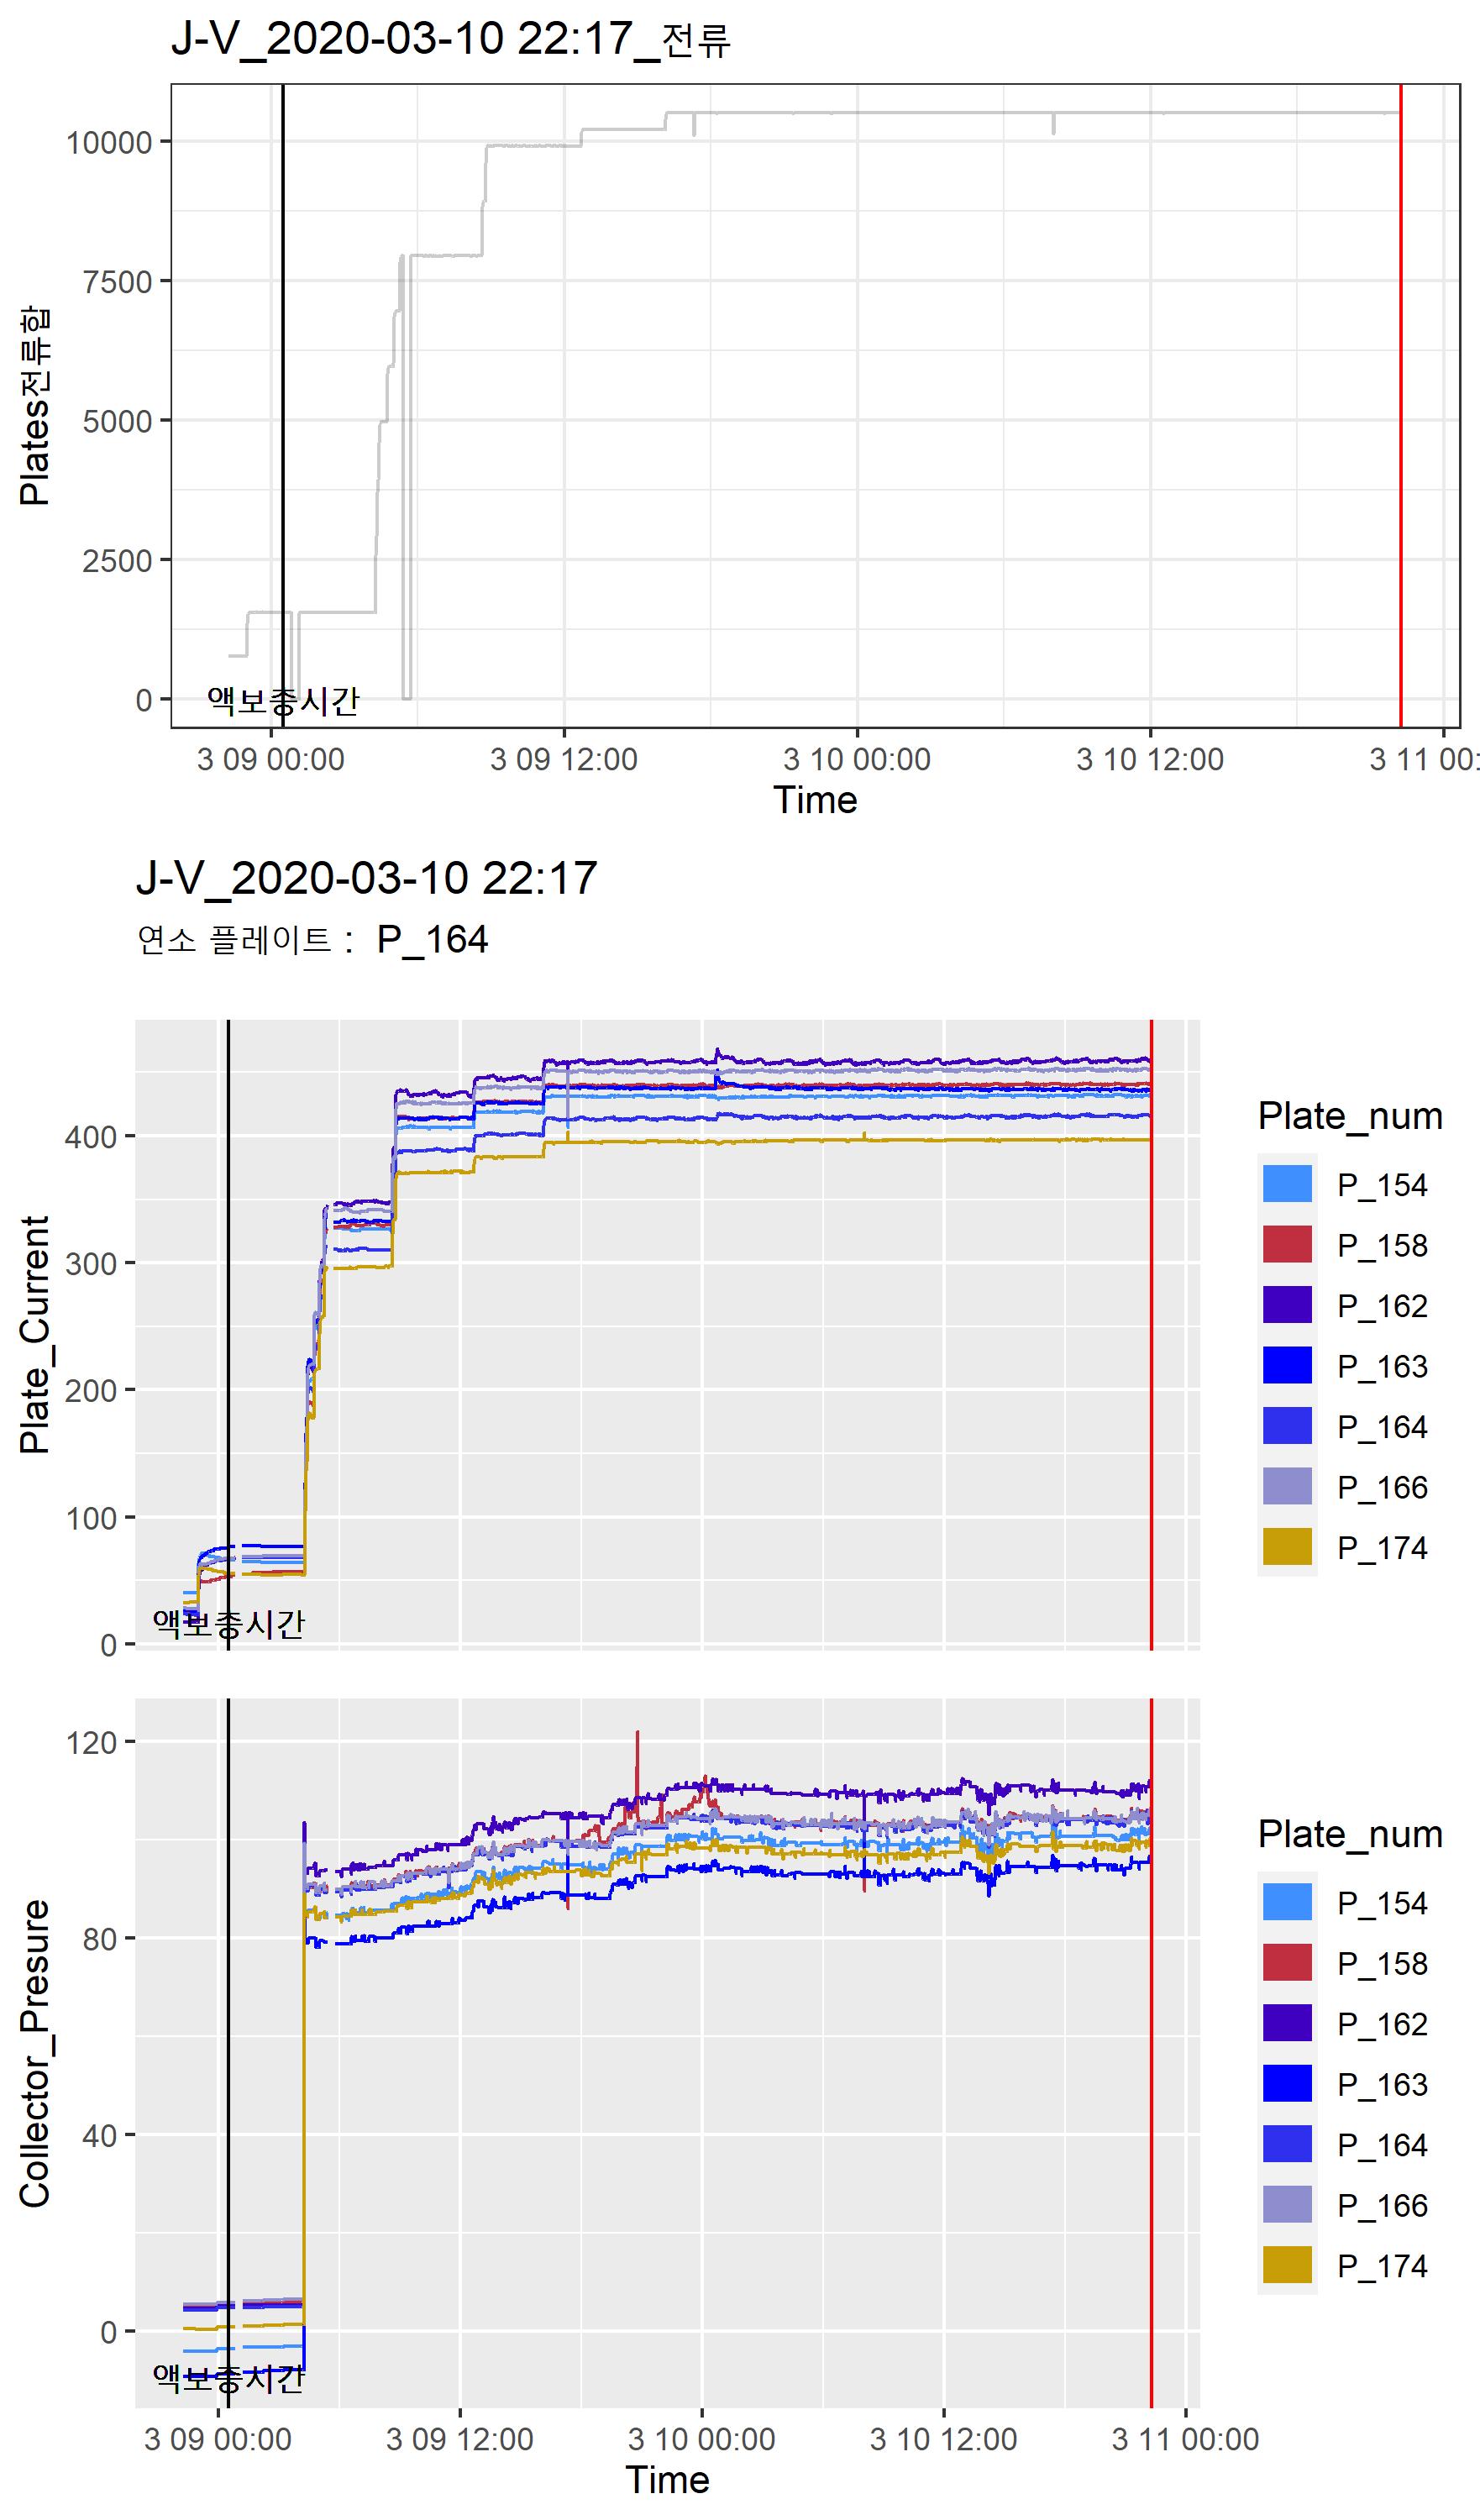 J-V_2020-03-10 22:17_전류
Plates전류합
10000
7500
5000
2500
0
액보충시간
3 09 00:00
3 09 12:00
3 10 00:00
3 10 12:00
3 11 00:
Time
J-V_2020-03-10 22:17
연소 플레이트 : P_164
Plate_Current
400
300
200
100
0
액보충시간
Plate_num
P_154
P_158
P_162
P_163
P_164
P_166
P_174
Collector_Presure
120
80
40
0
액보충시간
3 09 00:00
3 09 12:00
3 10 00:00
3 10 12:00
3 11 00:00
Time
Plate_num
P_154
P_158
P_162
P_163
P_164
P_166
P_174